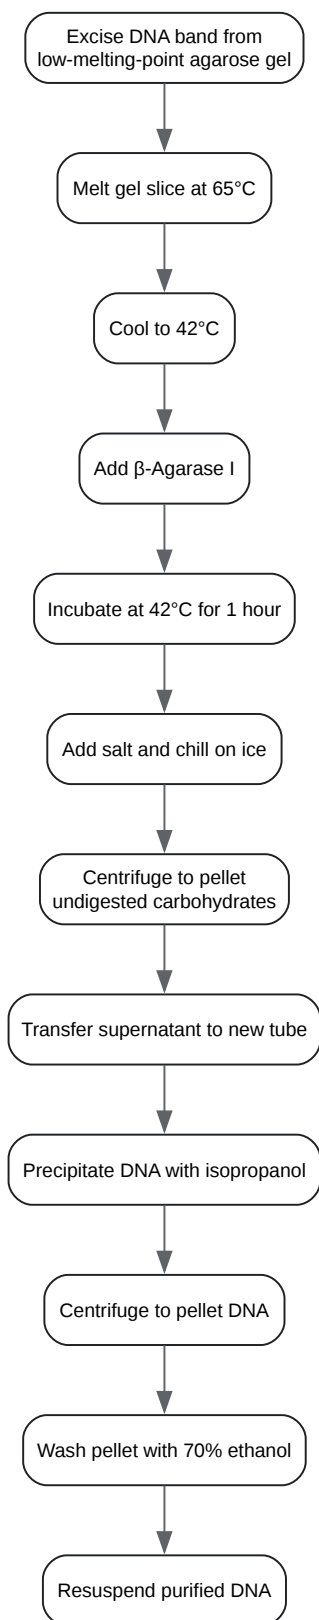 Excise DNA band from
low-melting-point agarose gel
Melt gel slice at 65°C
Cool to 42°C
Add β-Agarase I
Incubate at 42°C for 1 hour
Add salt and chill on ice
Centrifuge to pellet
undigested carbohydrates
Transfer supernatant to new tube
Precipitate DNA with isopropanol
Centrifuge to pellet DNA
Wash pellet with 70% ethanol
Resuspend purified DNA